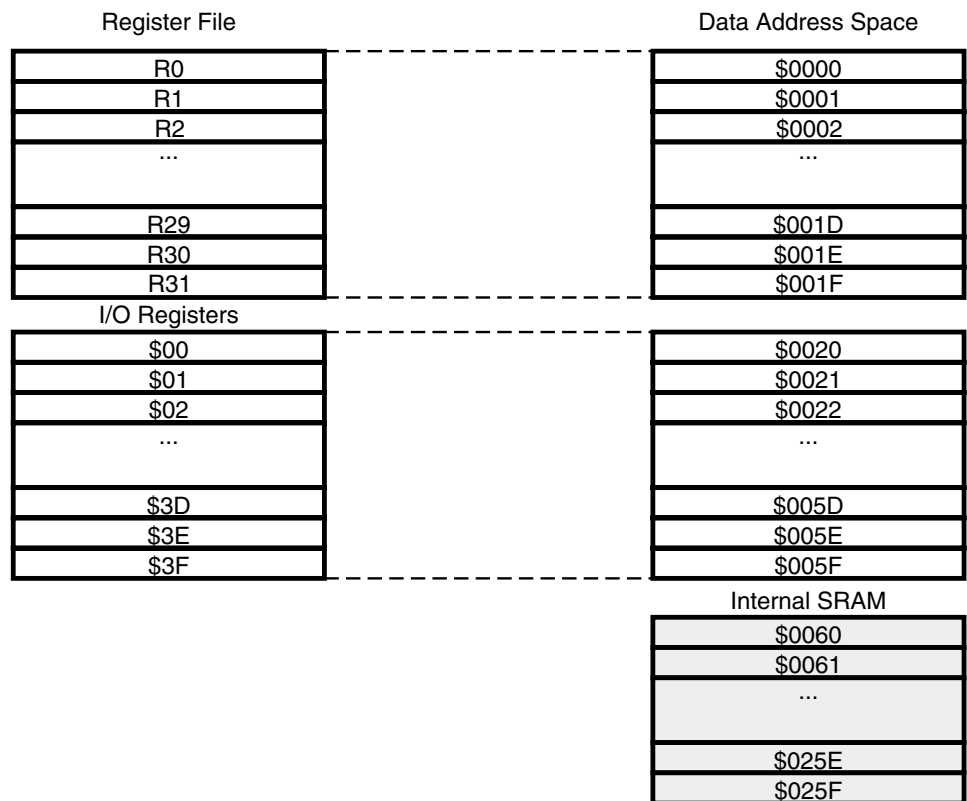 Register File
Data Address Space
R0
$0000
R1
$0001
R2
$0002
...
...
R29
$001D
R30
$001E
R31
$001F
I/O Registers
$00
$0020
$01
$0021
$02
$0022
...
...
$3D
$005D
$3E
$005E
$3F
$005F
Internal SRAM
$0060
$0061
...
$025E
$025F